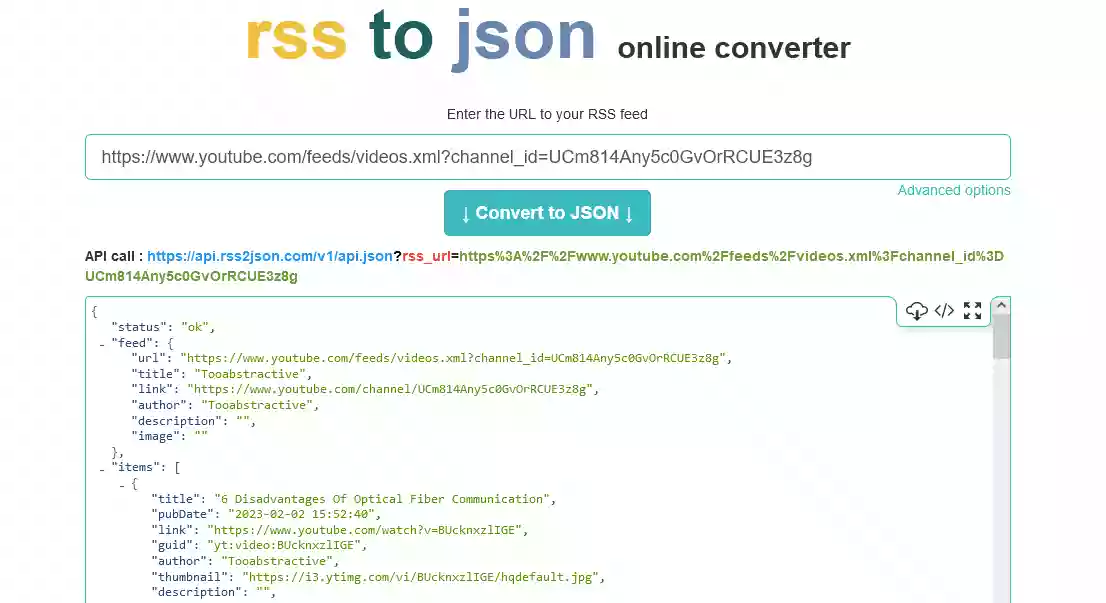 rss to json online converter
Enter the URL to your RSS feed
https://www.youtube.com/feeds/videos.xml?channel_id=UCm814Any5c0GvOrRCUE3z8g
Advanced options
↓ Convert to JSON ↓
API call : https://api.rss2json.com/v1/api.json?rss_url=https%3A%2F%2Fwww.youtube.com%2Ffeeds%2Fvideos.xml%3Fchannel_id%3D
UCm814Any5c0GvOrRCUE3z8g
{
"status": "ok",
- "feed": {
"url": "https://www.youtube.com/feeds/videos.xml?channel_id=UCm814Any5c0GvOrRCUE3z8g",
"title": "Tooabstractive",
"link": "https://www.youtube.com/channel/UCm814Any5c0GvOrRCUE3z8g",
"author": "Tooabstractive",
"description": "",
"image": ""
},
- "items": [
- {
"title": "6 Disadvantages Of Optical Fiber Communication",
"pubDate": "2023-02-02 15:52:40",
"link": "https://www.youtube.com/watch?v=BUcknxzlIGE",
"guid": "yt:video:BUcknxzlIGE",
"author": "Tooabstractive",
"thumbnail": "https://i3.ytimg.com/vi/BUcknxzlIGE/hqdefault.jpg",
"description": "",